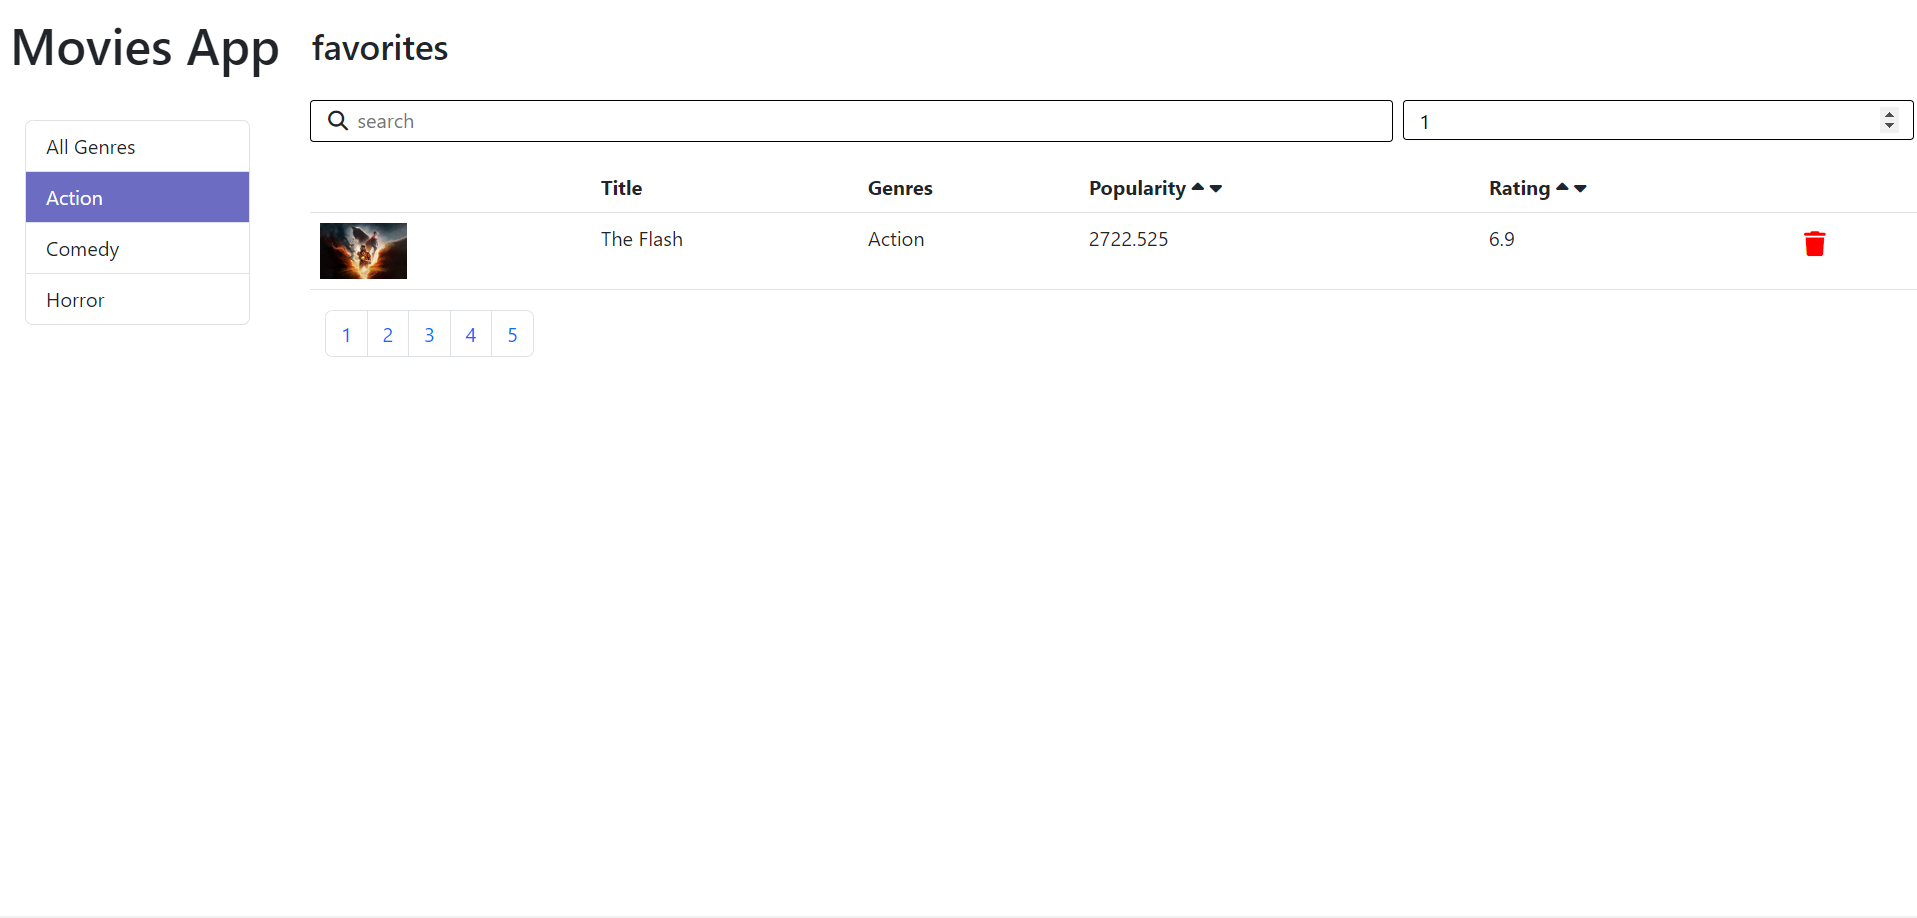 Movies App
favorites
All Genres
Action
Comedy
Horror
search
1
Title Genres Popularity Rating
The Flash Action 2722.525 6.9
1 2 3 4 5